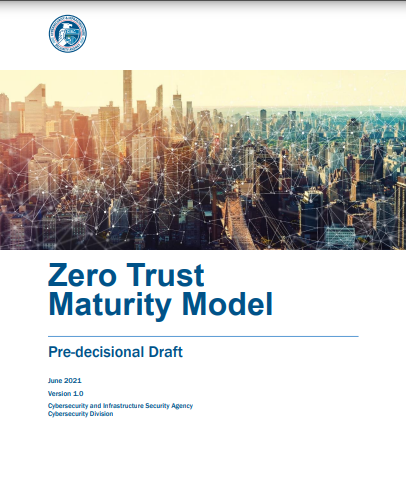 Zero Trust
Maturity Model
Pre-decisional Draft
June 2021
Version 1.0
Cybersecurity and Infrastructure Security Agency
Cybersecurity Division